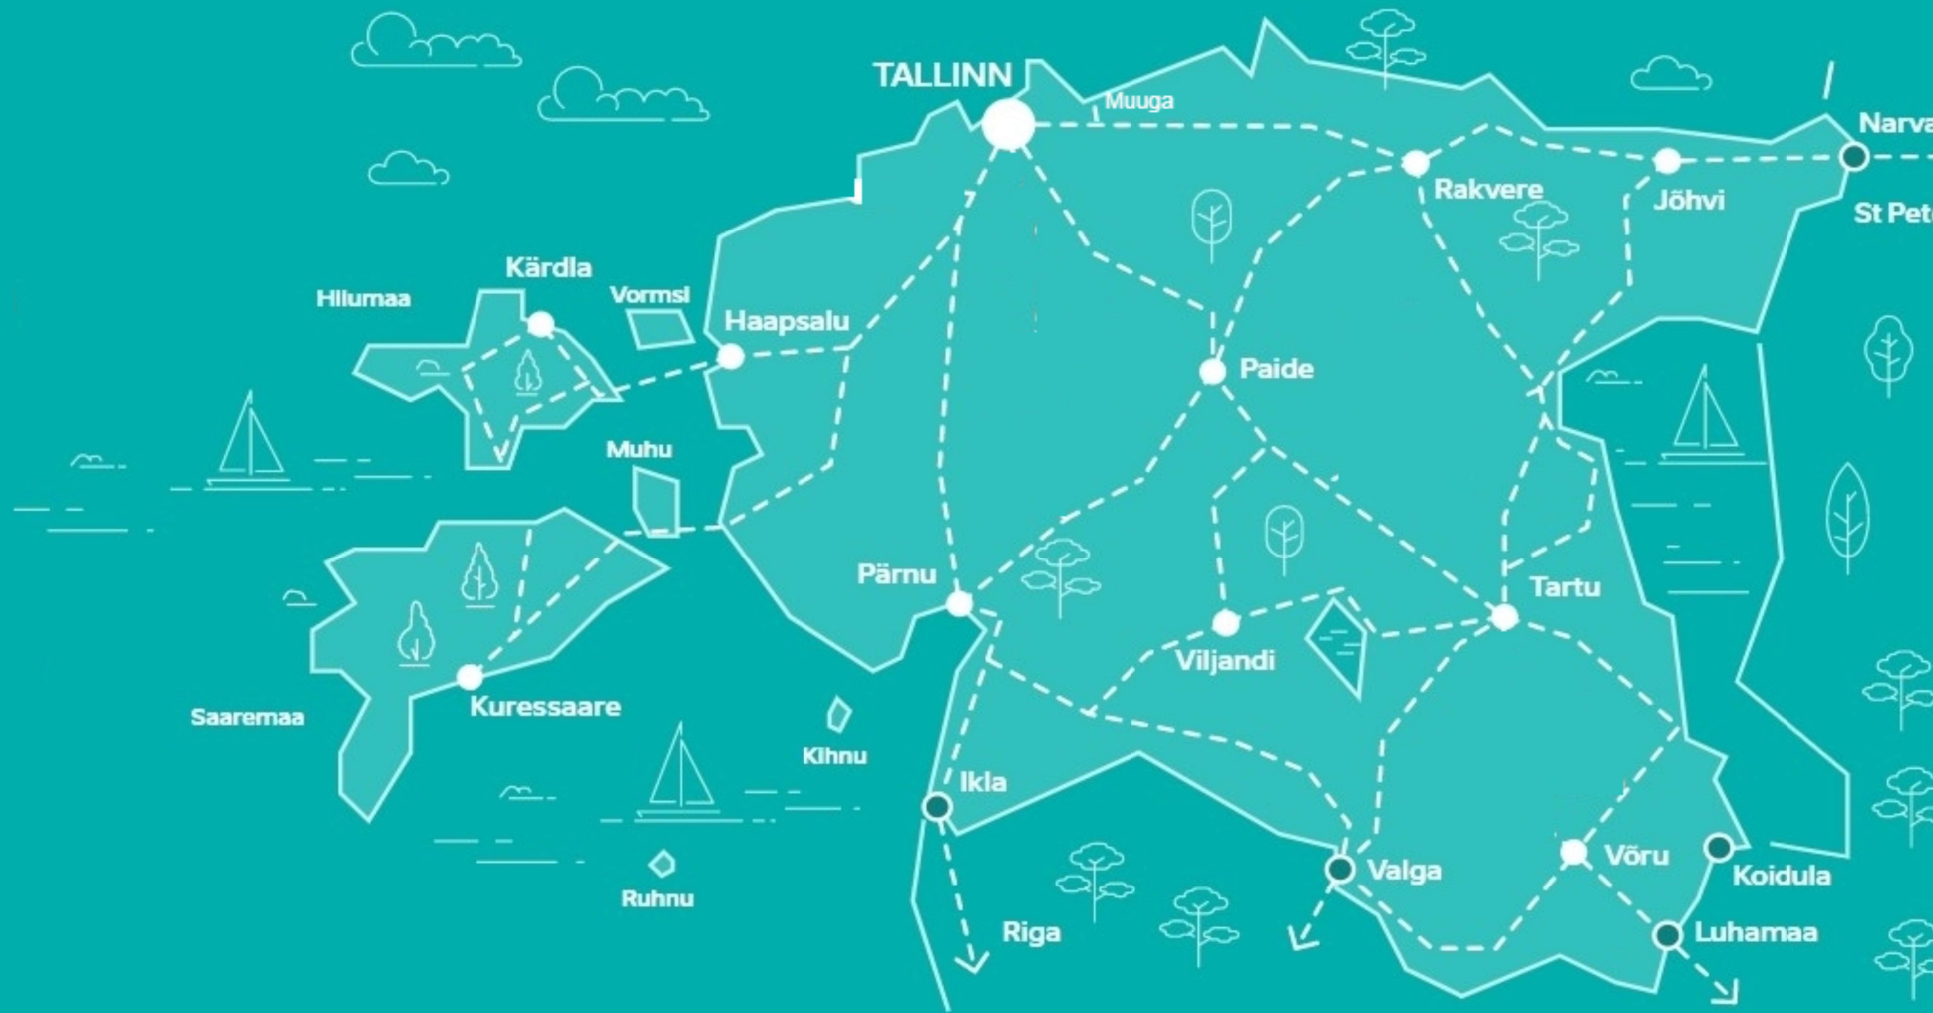 TALLINN
Muuga
Narva
Rakvere
Jõhvi
St Pet
Kärdla
Hiiumaa
Vormsi
Haapsalu
Paide
Muhu
Pärnu
Tartu
Viljandi
Kuressaare
Saaremaa
Kihnu
Ikla
Võru
Valga
Koidula
Ruhnu
Riga
Luhamaa